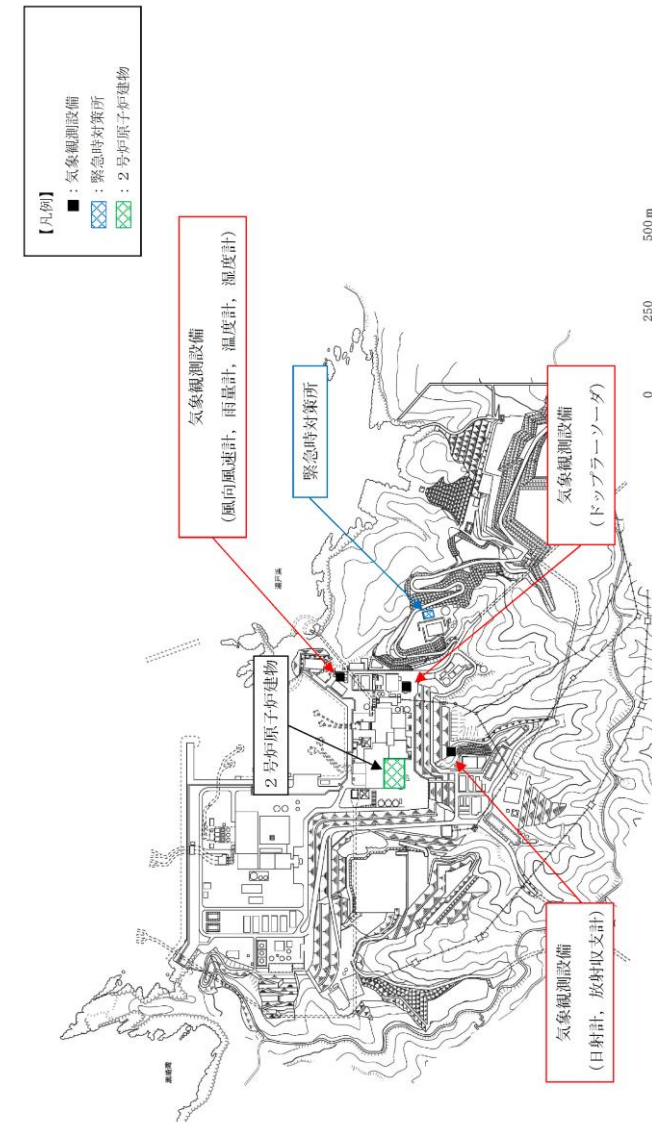 【凡例】
■：気象観測設備
：緊急時対策所
：２号炉原子炉建物
気象観測設備
（風向風速計，雨量計，温度計，湿度計）
緊急時対策所
２号炉原子炉建物
気象観測設備
（ドップラーソーダ）
気象観測設備
（日射計，放射収支計）
0
250
500 m